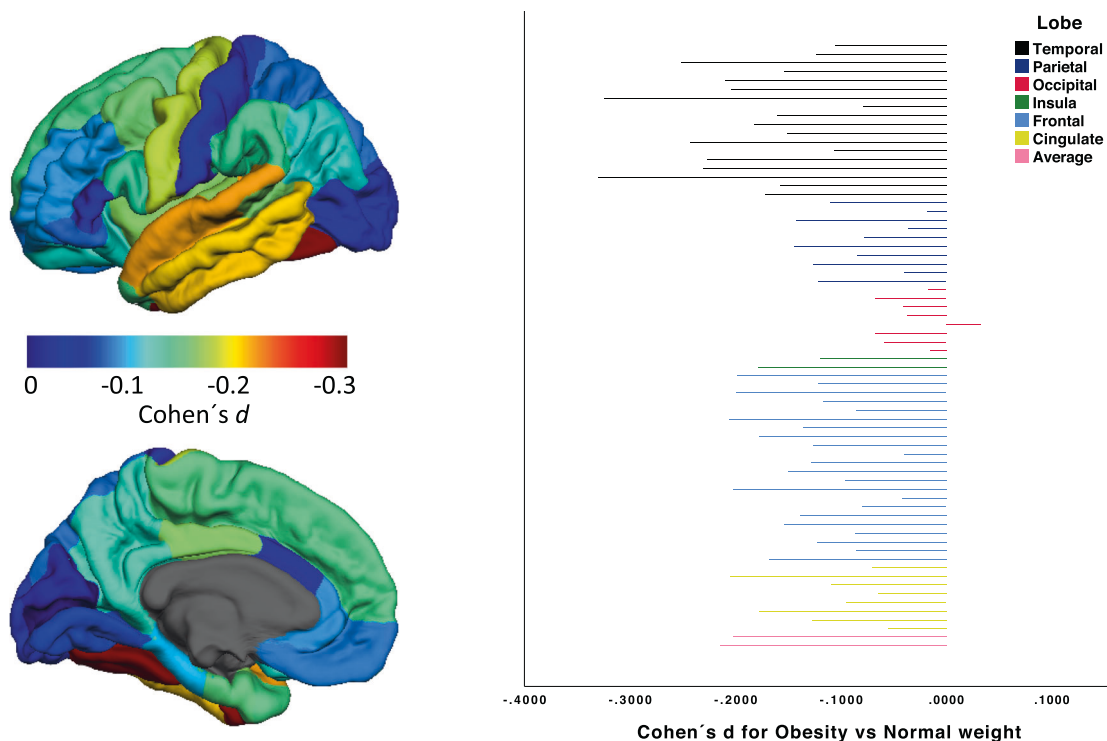 Lobe
Temporal
Parietal
Occipital
Insula
Frontal
Cingulate
Average
0 -0.1 -0.2 -0.3
Cohen´s d
-.4000 -.3000 -.2000 -.1000 .0000 .1000
Cohen´s d for Obesity vs Normal weight